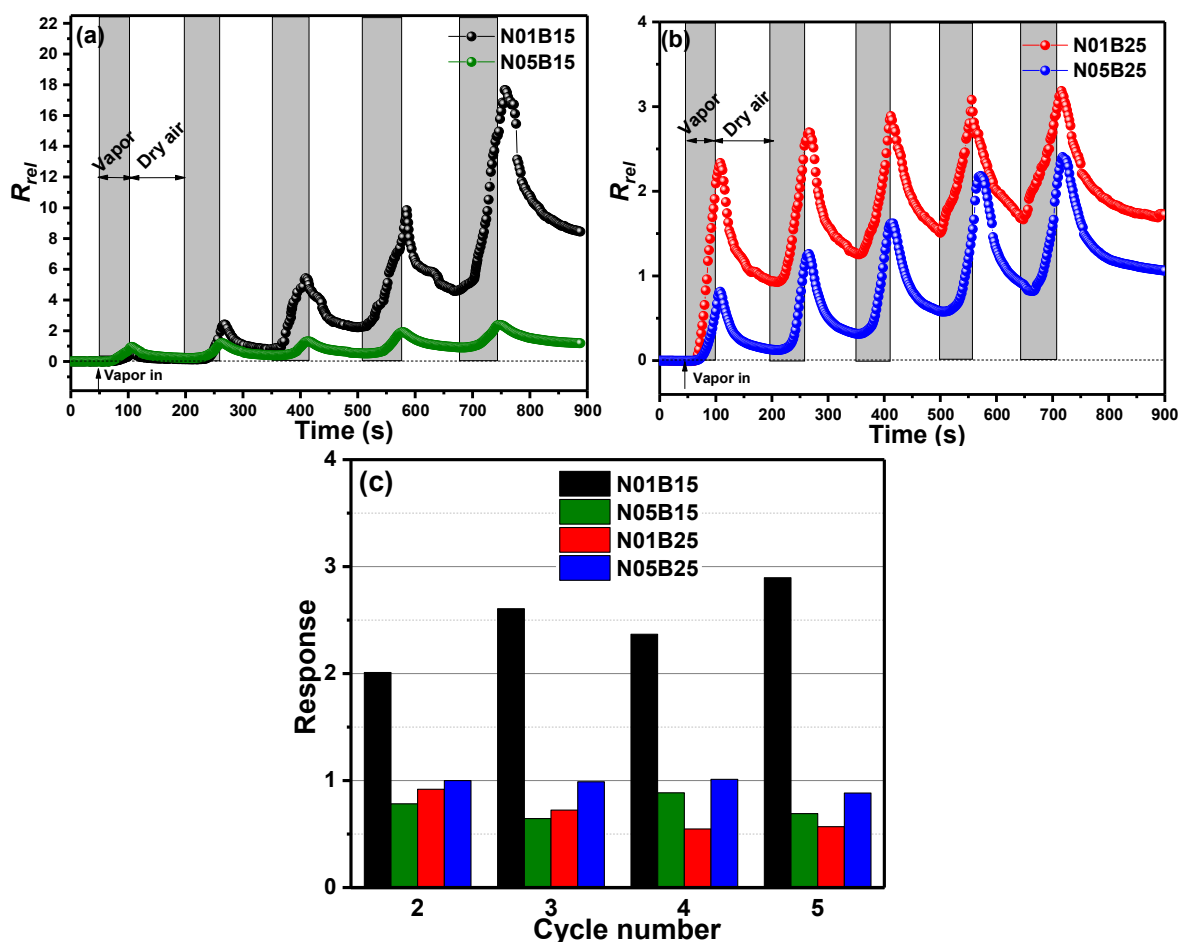 (a)
N01B15
N05B15
Vapor
Dry air
Vapor in
R_rel
0
2
4
6
8
10
12
14
16
18
20
22
0 100 200 300 400 500 600 700 800 900
Time (s)
(b)
N01B25
N05B25
Vapor
Dry air
Vapor in
R_rel
0
1
2
3
4
0 100 200 300 400 500 600 700 800 900
Time (s)
(c)
N01B15
N05B15
N01B25
N05B25
Response
0
1
2
3
4
2 3 4 5
Cycle number